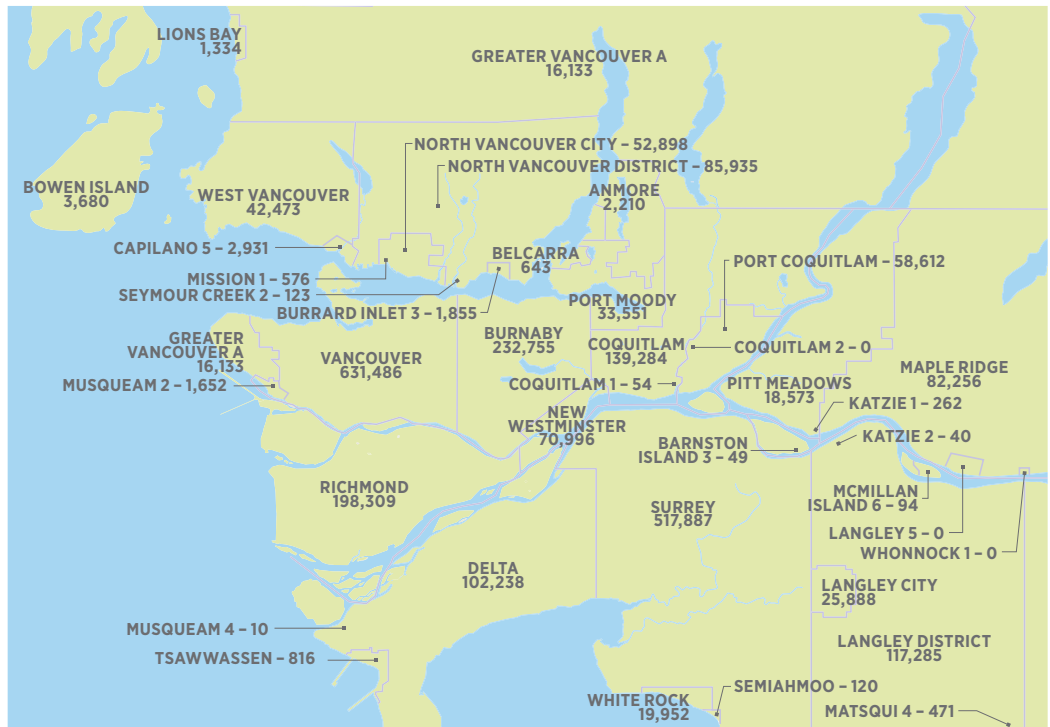 LIONS BAY
1,334
GREATER VANCOUVER A
16,133
NORTH VANCOUVER CITY – 52,898
NORTH VANCOUVER DISTRICT – 85,935
BOWEN ISLAND
3,680
WEST VANCOUVER
42,473
ANMORE
2,210
CAPILANO 5 – 2,931
BELCARRA
643
PORT COQUITLAM – 58,612
MISSION 1 – 576
SEYMOUR CREEK 2 – 123
BURRARD INLET 3 – 1,855
PORT MOODY
33,551
GREATER
VANCOUVER A
16,133
BURNABY
232,755
COQUITLAM
139,284
COQUITLAM 2 – 0
VANCOUVER
631,486
MAPLE RIDGE
82,256
MUSQUEAM 2 – 1,652
COQUITLAM 1 – 54
PITT MEADOWS
18,573
KATZIE 1 – 262
NEW
WESTMINSTER
70,996
KATZIE 2 – 40
BARNSTON
ISLAND 3 – 49
RICHMOND
198,309
MCMILLAN
ISLAND 6 – 94
SURREY
517,887
LANGLEY 5 – 0
WHONNOCK 1 – 0
DELTA
102,238
LANGLEY CITY
25,888
MUSQUEAM 4 – 10
LANGLEY DISTRICT
117,285
TSAWWASSEN – 816
SEMIAHMOO – 120
WHITE ROCK
19,952
MATSQUI 4 – 471